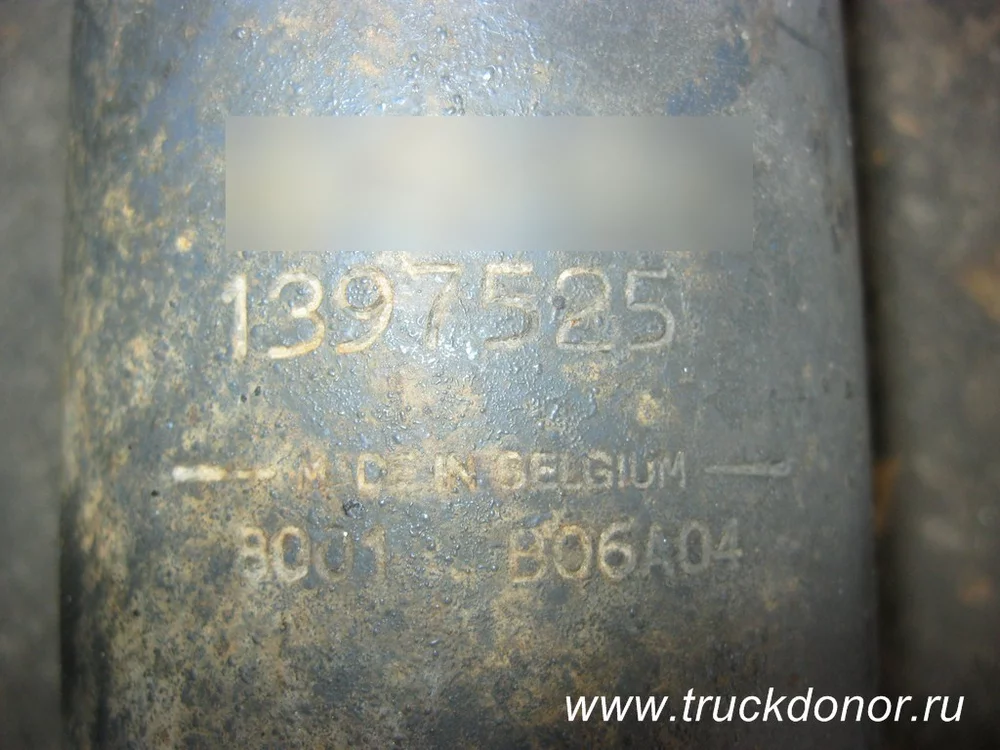 1397525
MADE IN BELGIUM
8001 B06A04
www.truckdonor.ru